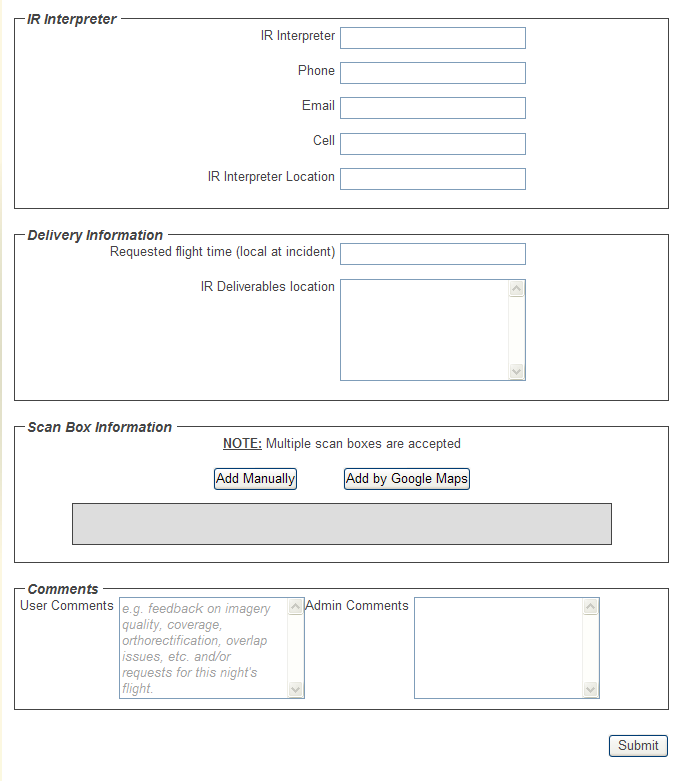 IR Interpreter
IR Interpreter
Phone
Email
Cell
IR Interpreter Location
Delivery Information
Requested flight time (local at incident)
IR Deliverables location
Scan Box Information
NOTE: Multiple scan boxes are accepted
Add Manually Add by Google Maps
Comments
User Comments
e.g. feedback on imagery
quality, coverage,
orthorectification, overlap
issues, etc. and/or
requests for this night's
flight.
Admin Comments
Submit